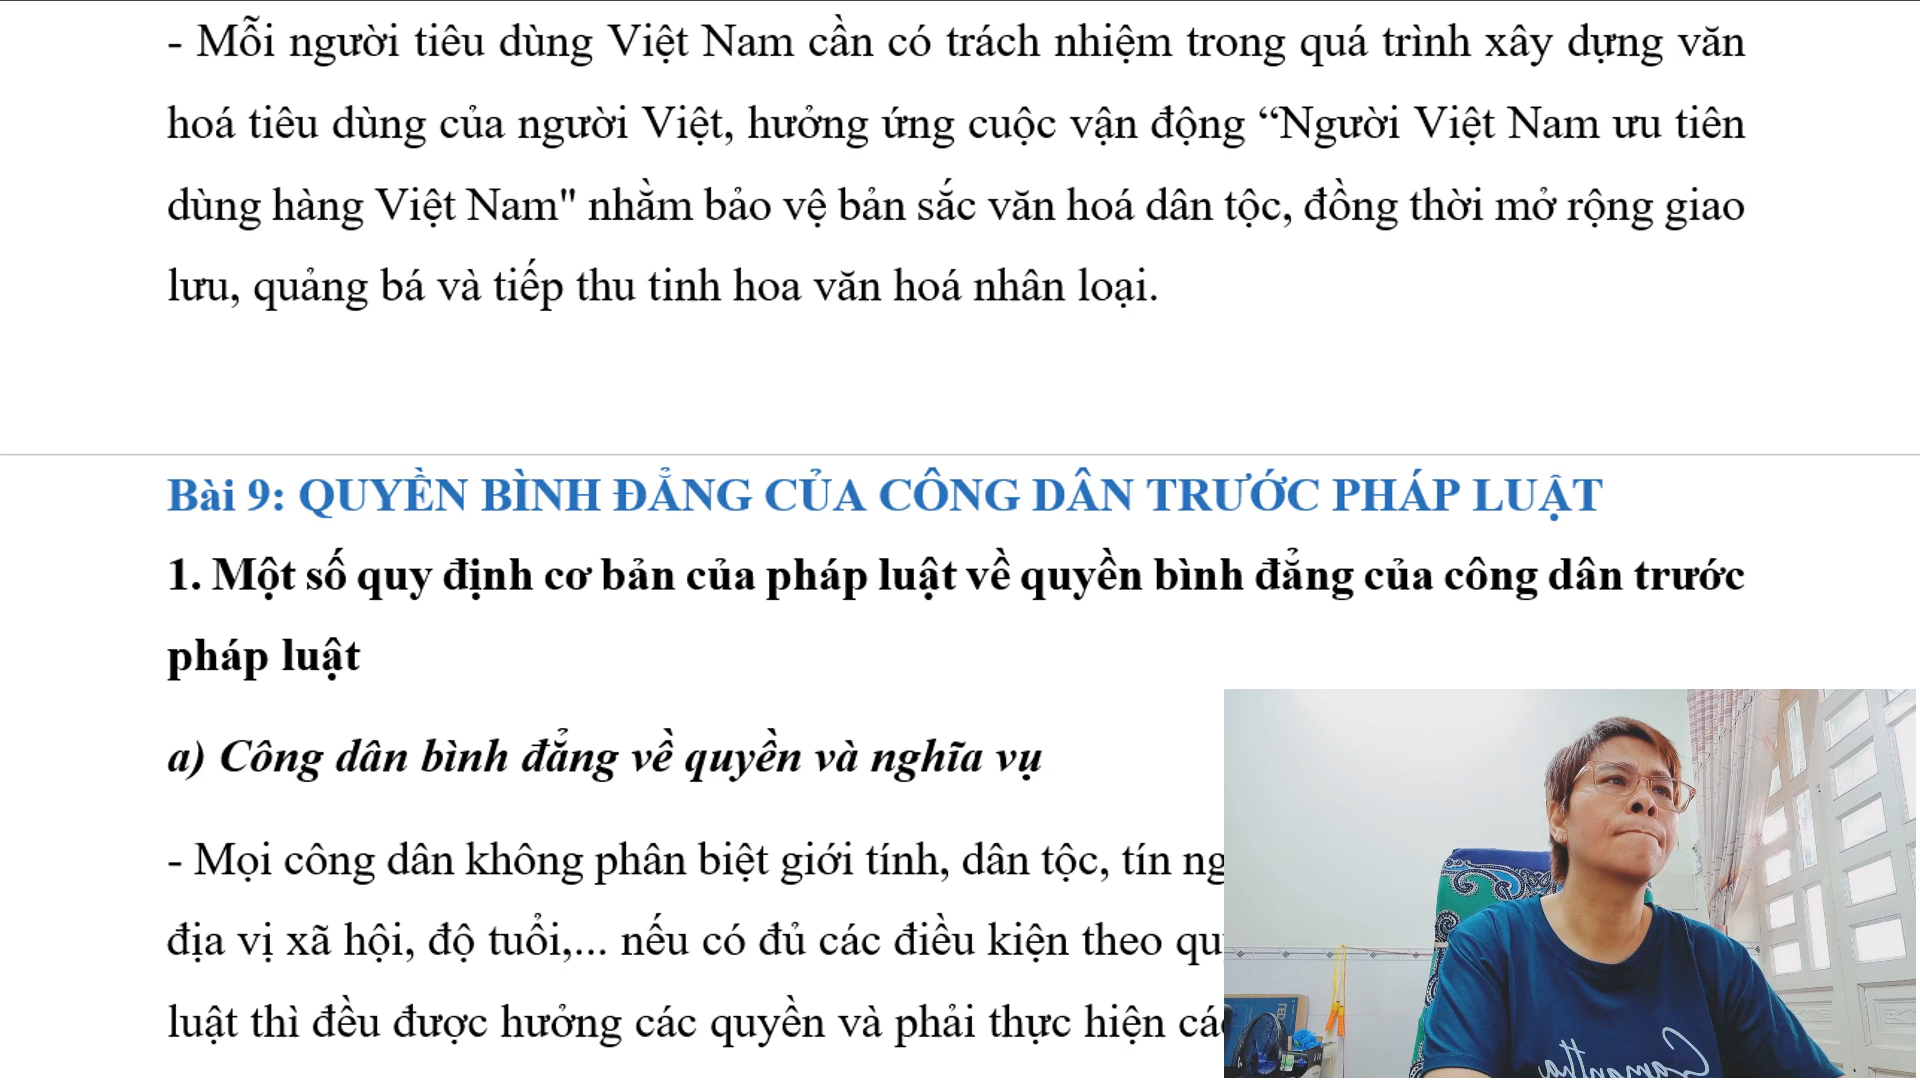 - Mỗi người tiêu dùng Việt Nam cần có trách nhiệm trong quá trình xây dựng văn
hoá tiêu dùng của người Việt, hưởng ứng cuộc vận động “Người Việt Nam ưu tiên
dùng hàng Việt Nam" nhằm bảo vệ bản sắc văn hoá dân tộc, đồng thời mở rộng giao
lưu, quảng bá và tiếp thu tinh hoa văn hoá nhân loại.
Bài 9: QUYỀN BÌNH ĐẲNG CỦA CÔNG DÂN TRƯỚC PHÁP LUẬT
1. Một số quy định cơ bản của pháp luật về quyền bình đẳng của công dân trước
pháp luật
a) Công dân bình đẳng về quyền và nghĩa vụ
- Mọi công dân không phân biệt giới tính, dân tộc, tín
địa vị xã hội, độ tuổi,... nếu có đủ các điều kiện theo
luật thì đều được hưởng các quyền và phải thực hiện
Samantha